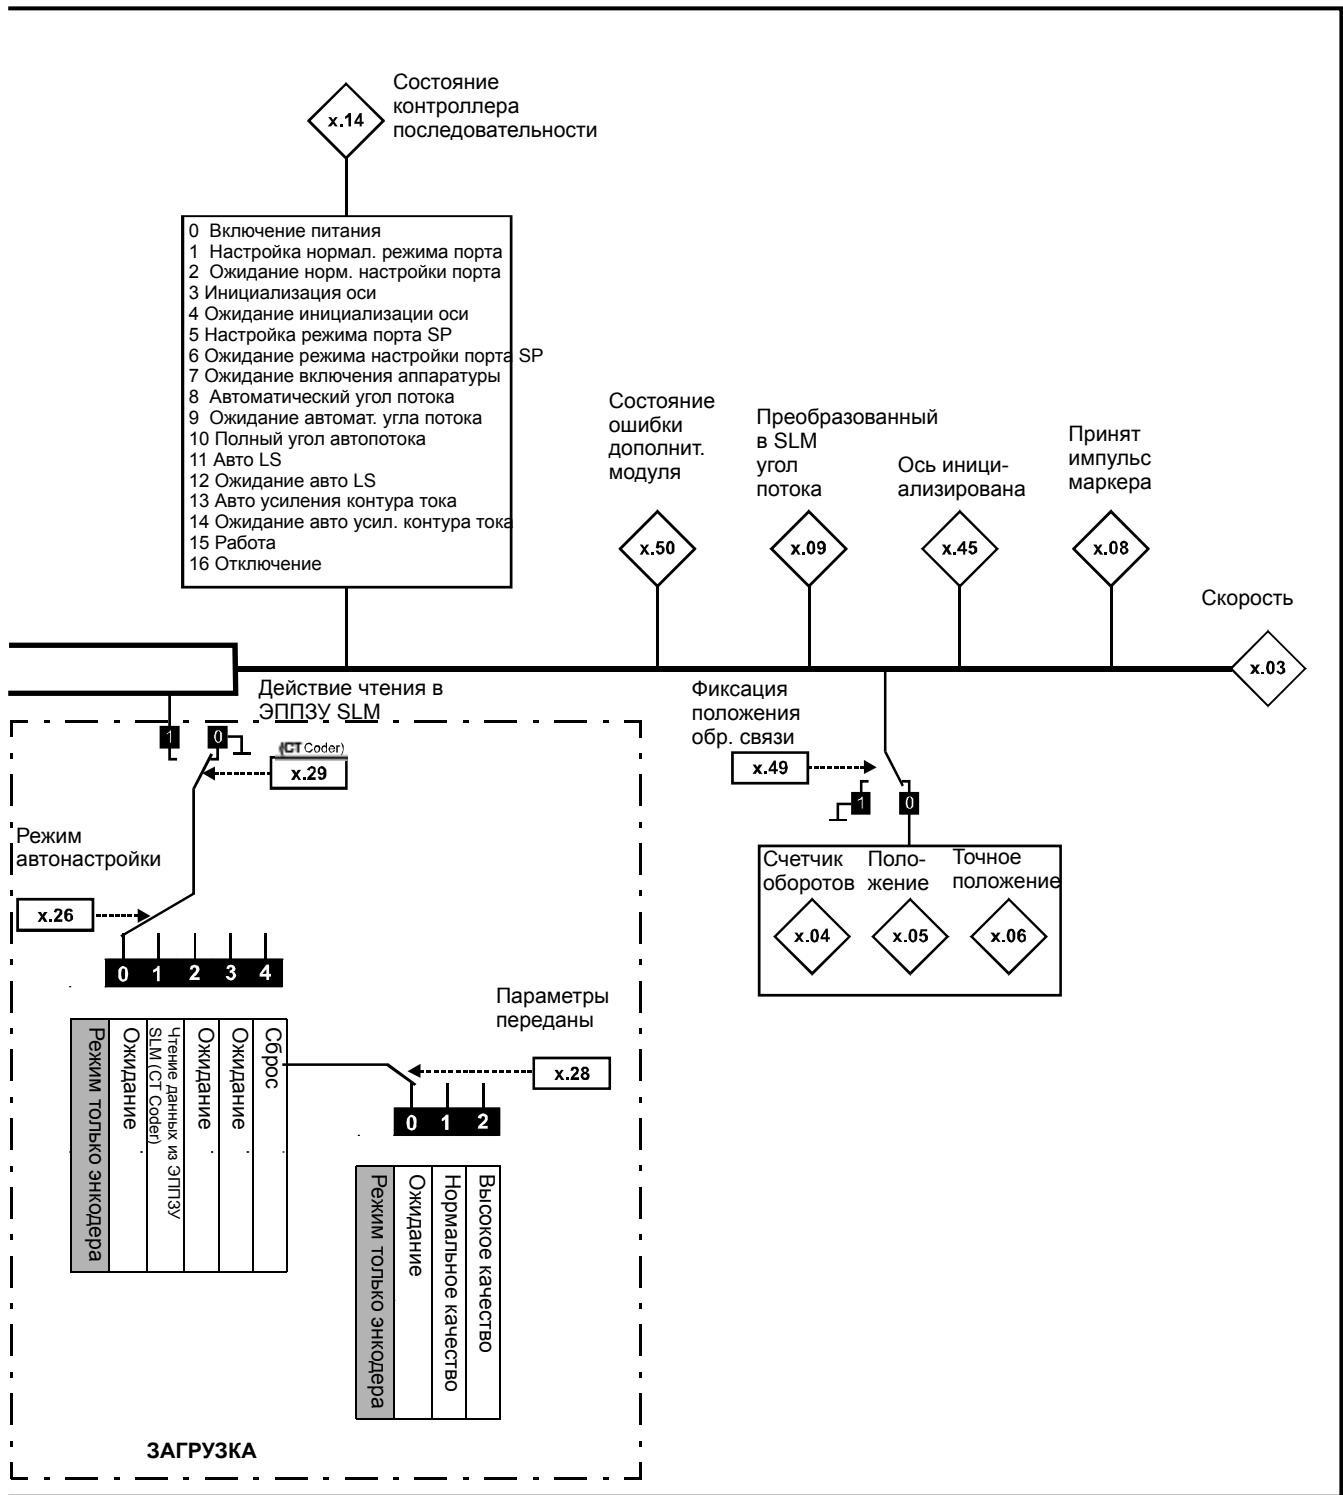 Состояние
контроллера
последовательности
x.14
0 Включение питания
1 Настройка нормал. режима порта
2 Ожидание норм. настройки порта
3 Инициализация оси
4 Ожидание инициализации оси
5 Настройка режима порта SP
6 Ожидание режима настройки порта SP
7 Ожидание включения аппаратуры
8 Автоматический угол потока
9 Ожидание автомат. угла потока
10 Полный угол автопотока
11 Авто LS
12 Ожидание авто LS
13 Авто усиления контура тока
14 Ожидание авто усил. контура тока
15 Работа
16 Отключение
Состояние
ошибки
дополнит.
модуля
x.50
Преобразованный
в SLM
угол
потока
x.09
Ось иници-
ализирована
x.45
Принят
импульс
маркера
x.08
Скорость
x.03
Действие чтения в
ЭППЗУ SLM
1 0
(CT Coder)
x.29
Фиксация
положения
обр. связи
x.49
1 0
Режим
автонастройки
x.26
0 1 2 3 4
Счетчик
оборотов
x.04
Поло-
жение
x.05
Точное
положение
x.06
Режим только энкодера
Ожидание
Чтение данных из ЭППЗУ
SLM (CT Coder)
Ожидание
Ожидание
Сброс
Параметры
переданы
x.28
0 1 2
Режим только энкодера
Ожидание
Нормальное качество
Высокое качество
ЗАГРУЗКА